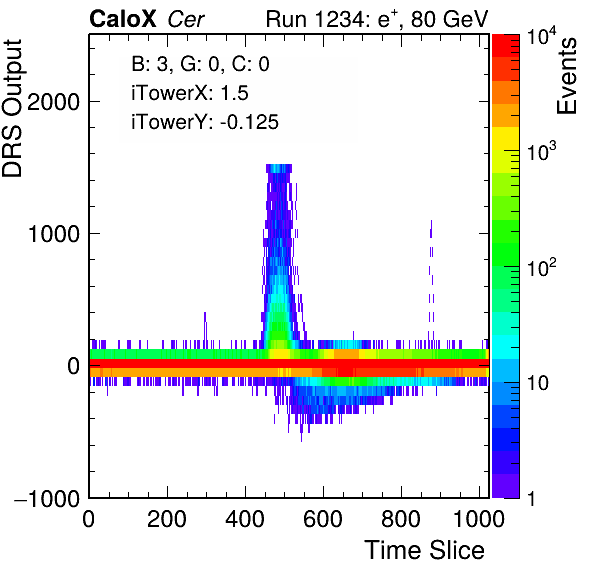 CaloX Cer
Run 1234: e⁺, 80 GeV
B: 3, G: 0, C: 0
iTowerX: 1.5
iTowerY: -0.125
DRS Output
2000
1000
0
−1000
0 200 400 600 800 1000
Time Slice
Events
10⁴
10³
10²
10
1